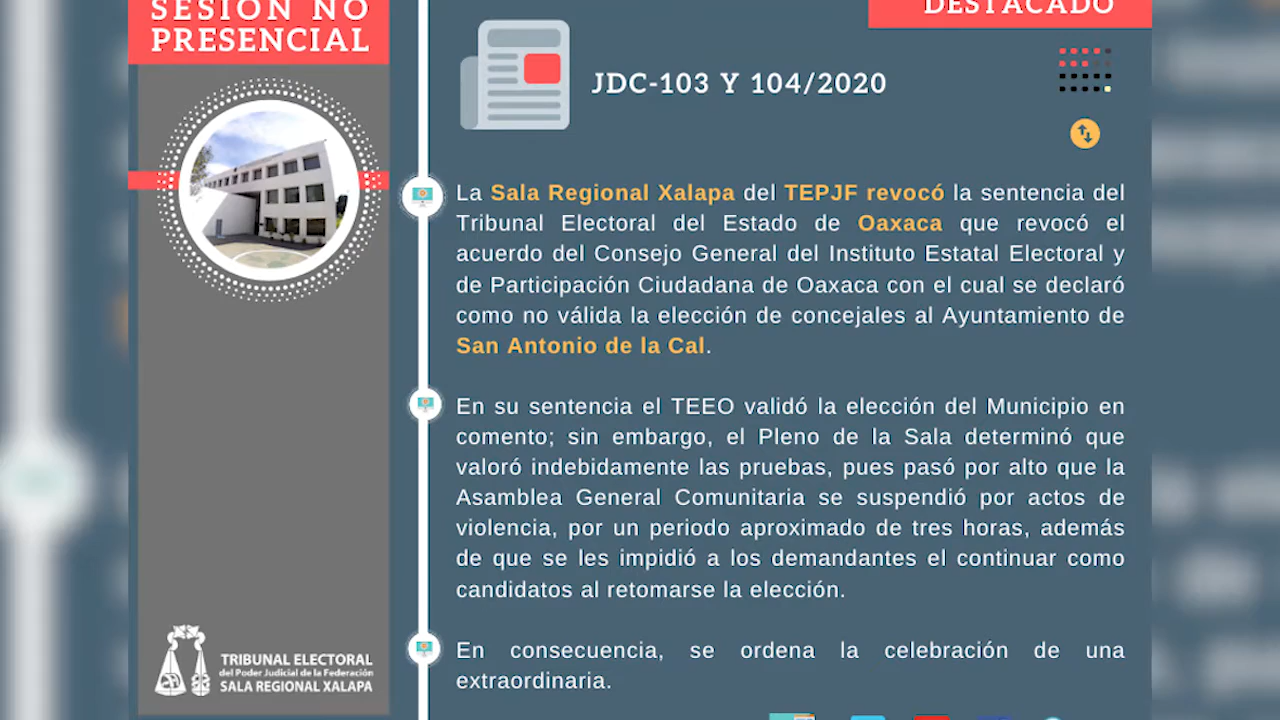 SESIÓN NO
PRESENCIAL
DESTACADO
JDC-103 Y 104/2020
La Sala Regional Xalapa del TEPJF revocó la sentencia del
Tribunal Electoral del Estado de Oaxaca que revocó el
acuerdo del Consejo General del Instituto Estatal Electoral y
de Participación Ciudadana de Oaxaca con el cual se declaró
como no válida la elección de concejales al Ayuntamiento de
San Antonio de la Cal.
En su sentencia el TEEO validó la elección del Municipio en
comento; sin embargo, el Pleno de la Sala determinó que
valoró indebidamente las pruebas, pues pasó por alto que la
Asamblea General Comunitaria se suspendió por actos de
violencia, por un periodo aproximado de tres horas, además
de que se les impidió a los demandantes el continuar como
candidatos al retomarse la elección.
En consecuencia, se ordena la celebración de una
extraordinaria.
TRIBUNAL ELECTORAL
del Poder Judicial de la Federación
SALA REGIONAL XALAPA